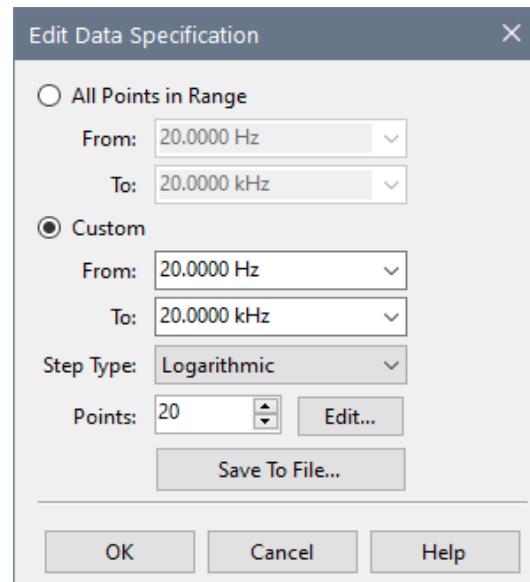 Edit Data Specification
All Points in Range
From: 20.0000 Hz
To: 20.0000 kHz
Custom
From: 20.0000 Hz
To: 20.0000 kHz
Step Type: Logarithmic
Points: 20 Edit...
Save To File...
OK Cancel Help